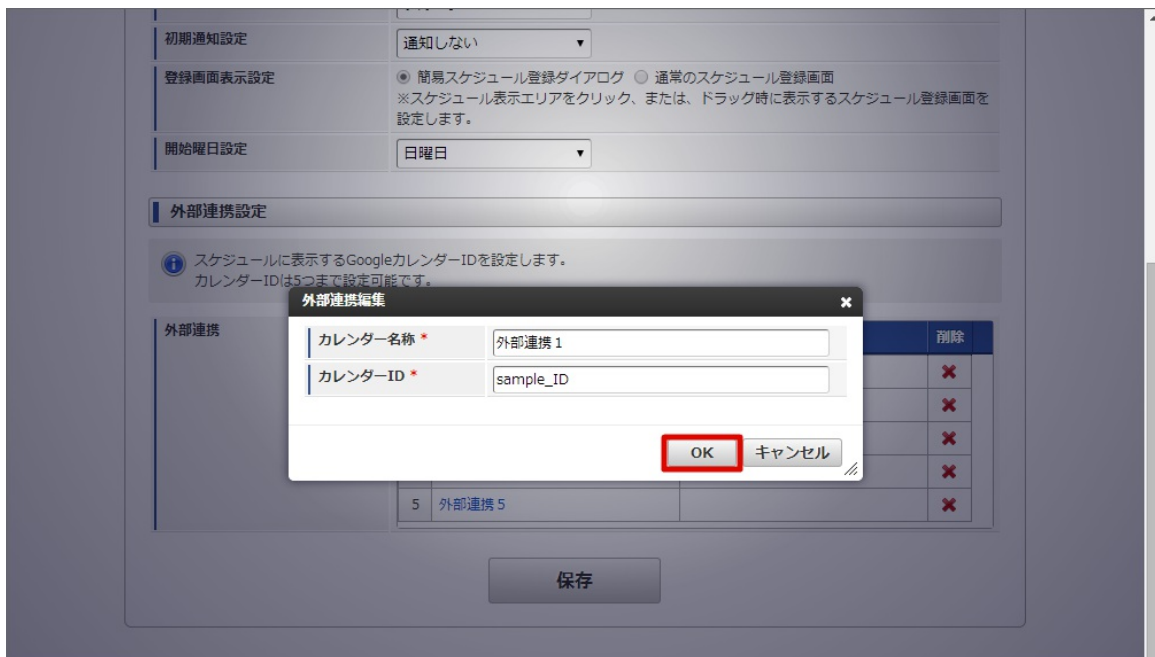 初期通知設定
通知しない
登録画面表示設定
簡易スケジュール登録ダイアログ 通常のスケジュール登録画面
※スケジュール表示エリアをクリック、または、ドラッグ時に表示するスケジュール登録画面を
設定します。
開始曜日設定
日曜日
外部連携設定
スケジュールに表示するGoogleカレンダーIDを設定します。
カレンダーIDは5つまで設定可能です。
外部連携編集
外部連携
削除
カレンダー名称 *
外部連携 1
カレンダーID *
sample_ID
OK キャンセル
5 外部連携 5
保存